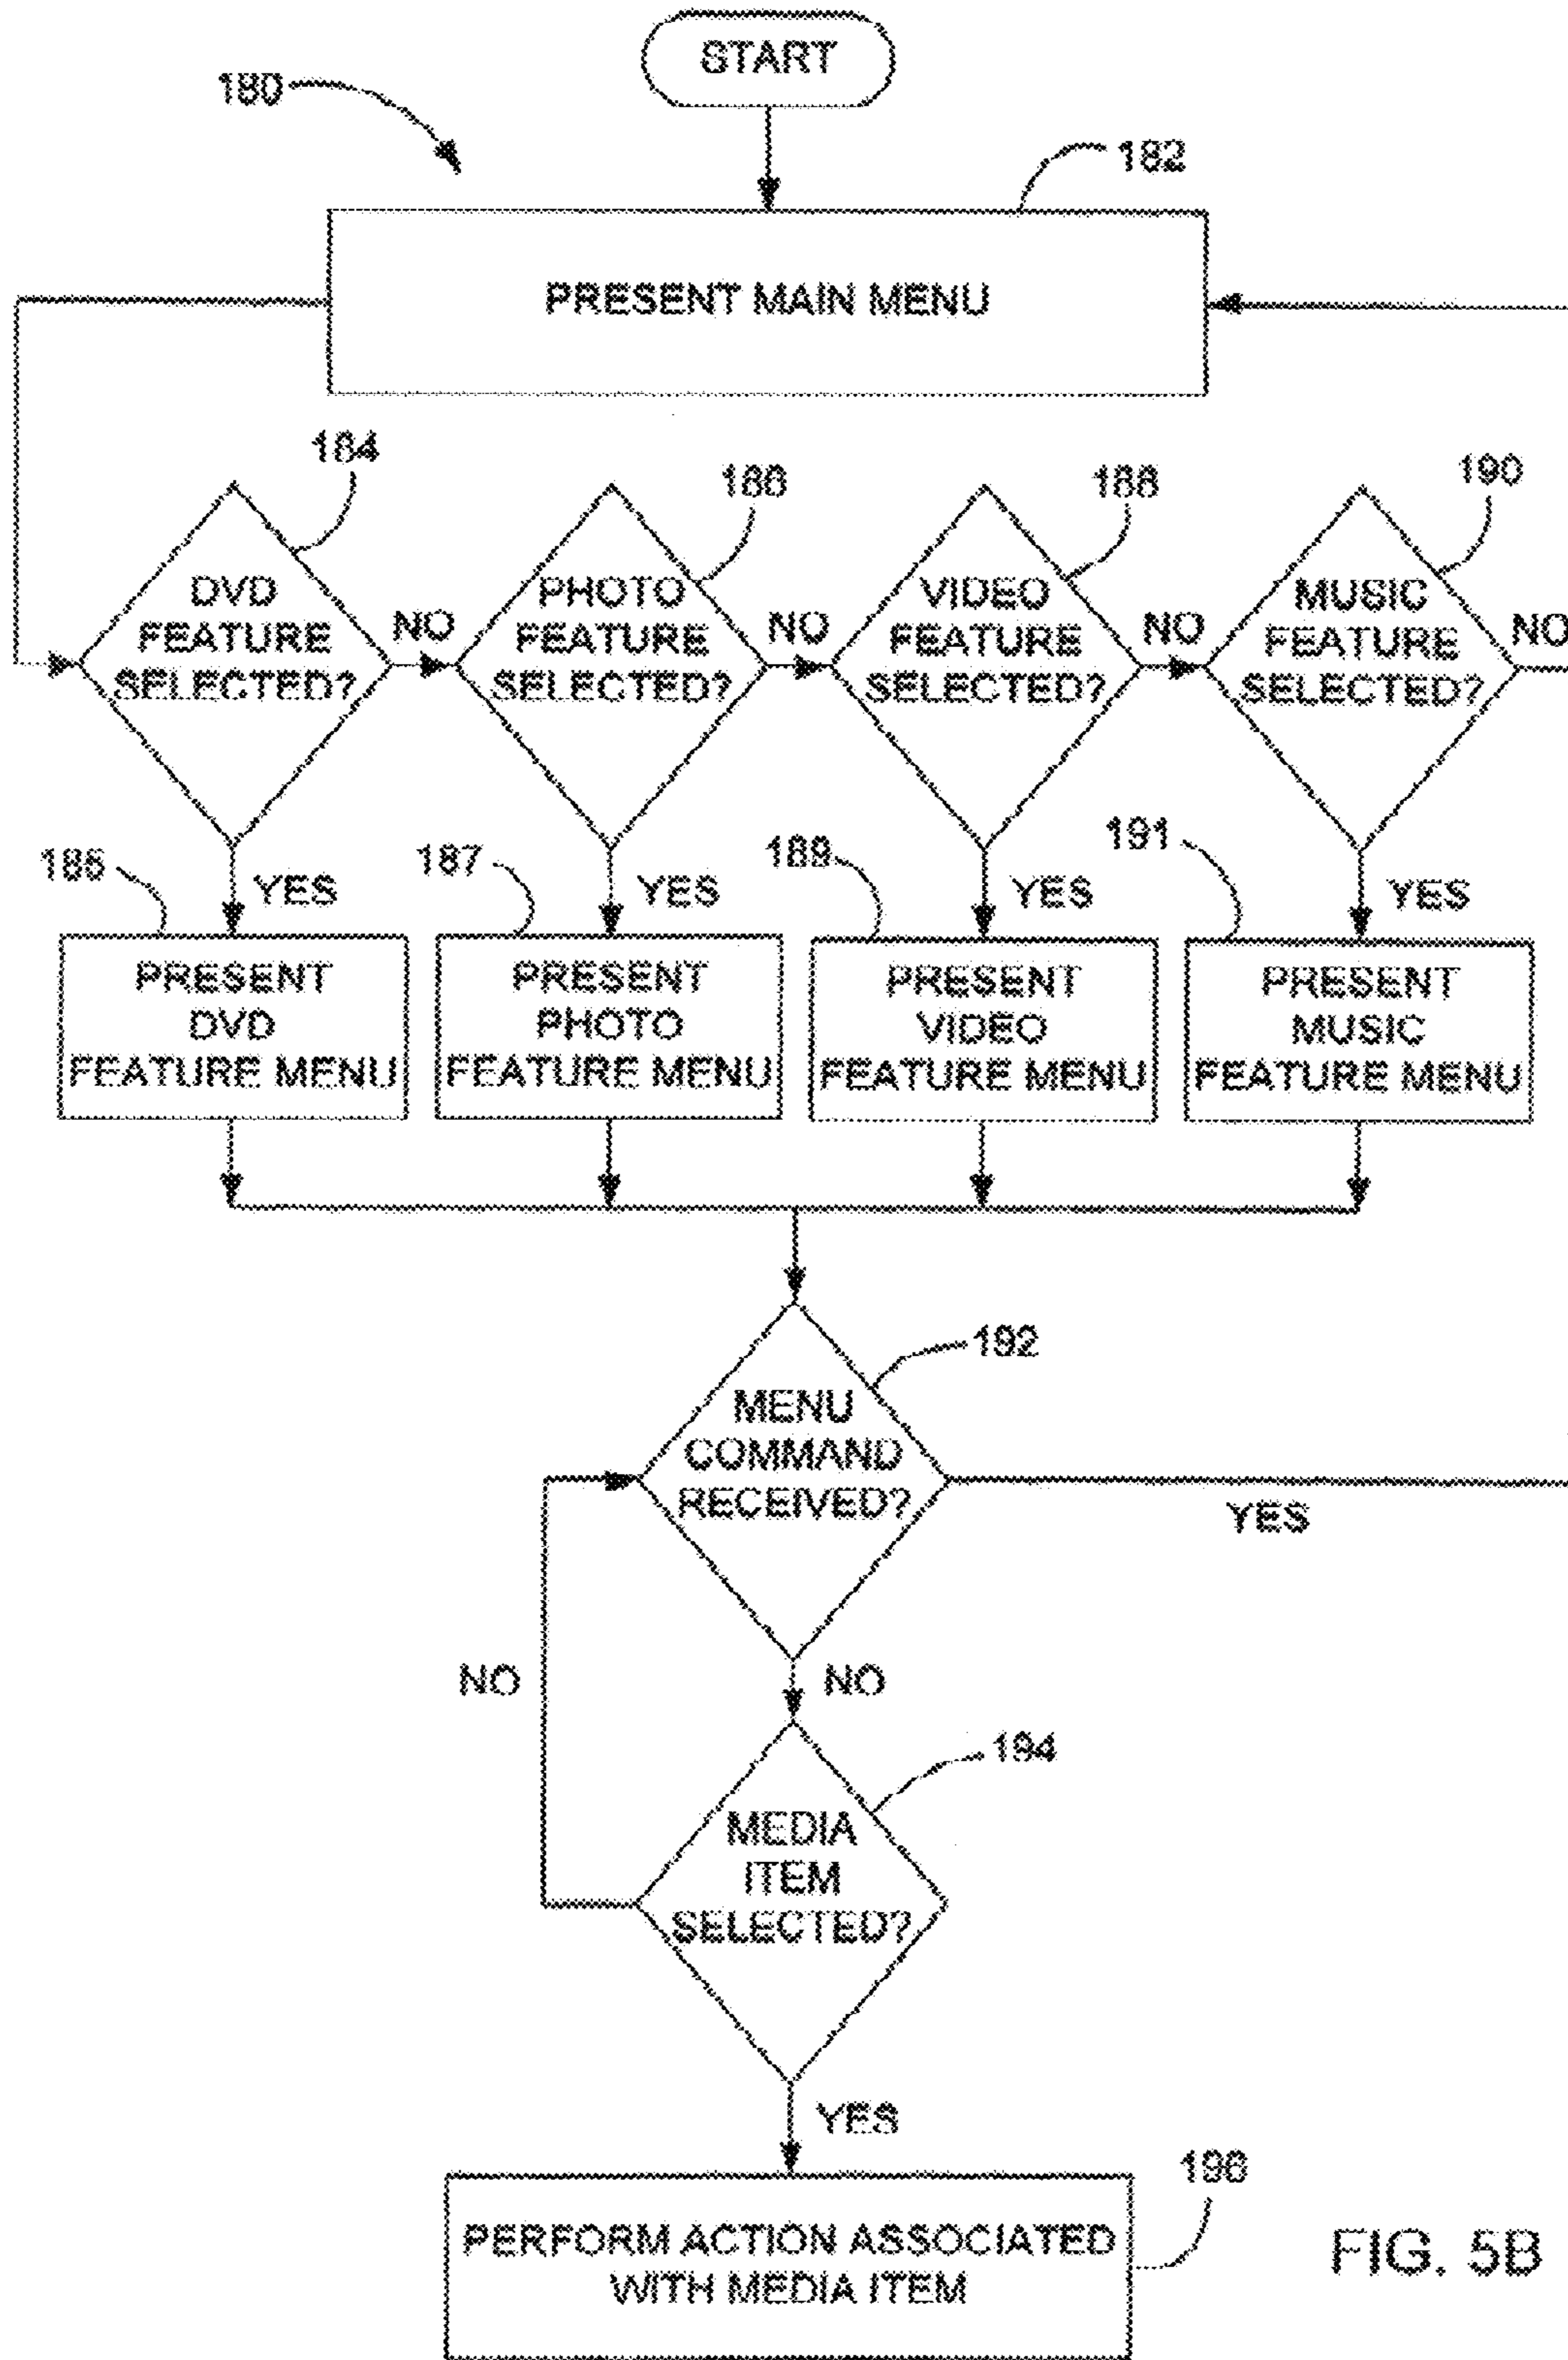 START
180
182
PRESENT MAIN MENU
184
186
188
190
DVD
FEATURE
SELECTED?
NO
PHOTO
FEATURE
SELECTED?
NO
VIDEO
FEATURE
SELECTED?
NO
MUSIC
FEATURE
SELECTED?
NO
185
YES
187
YES
189
YES
191
YES
PRESENT
DVD
FEATURE MENU
PRESENT
PHOTO
FEATURE MENU
PRESENT
VIDEO
FEATURE MENU
PRESENT
MUSIC
FEATURE MENU
192
MENU
COMMAND
RECEIVED?
YES
NO
NO
194
MEDIA
ITEM
SELECTED?
YES
196
PERFORM ACTION ASSOCIATED
WITH MEDIA ITEM
FIG. 5B